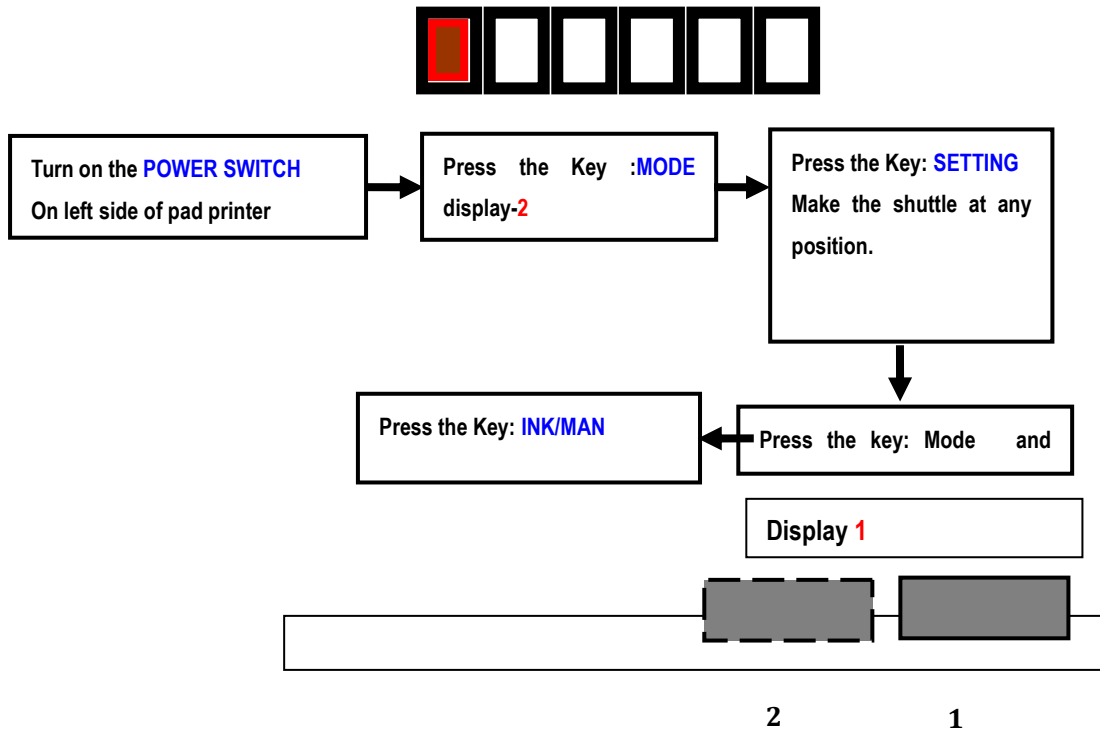 Turn on the POWER SWITCH
On left side of pad printer
Press the Key :MODE
display-2
Press the Key: SETTING
Make the shuttle at any
position.
Press the key: Mode and
Press the Key: INK/MAN
Display 1
2 1